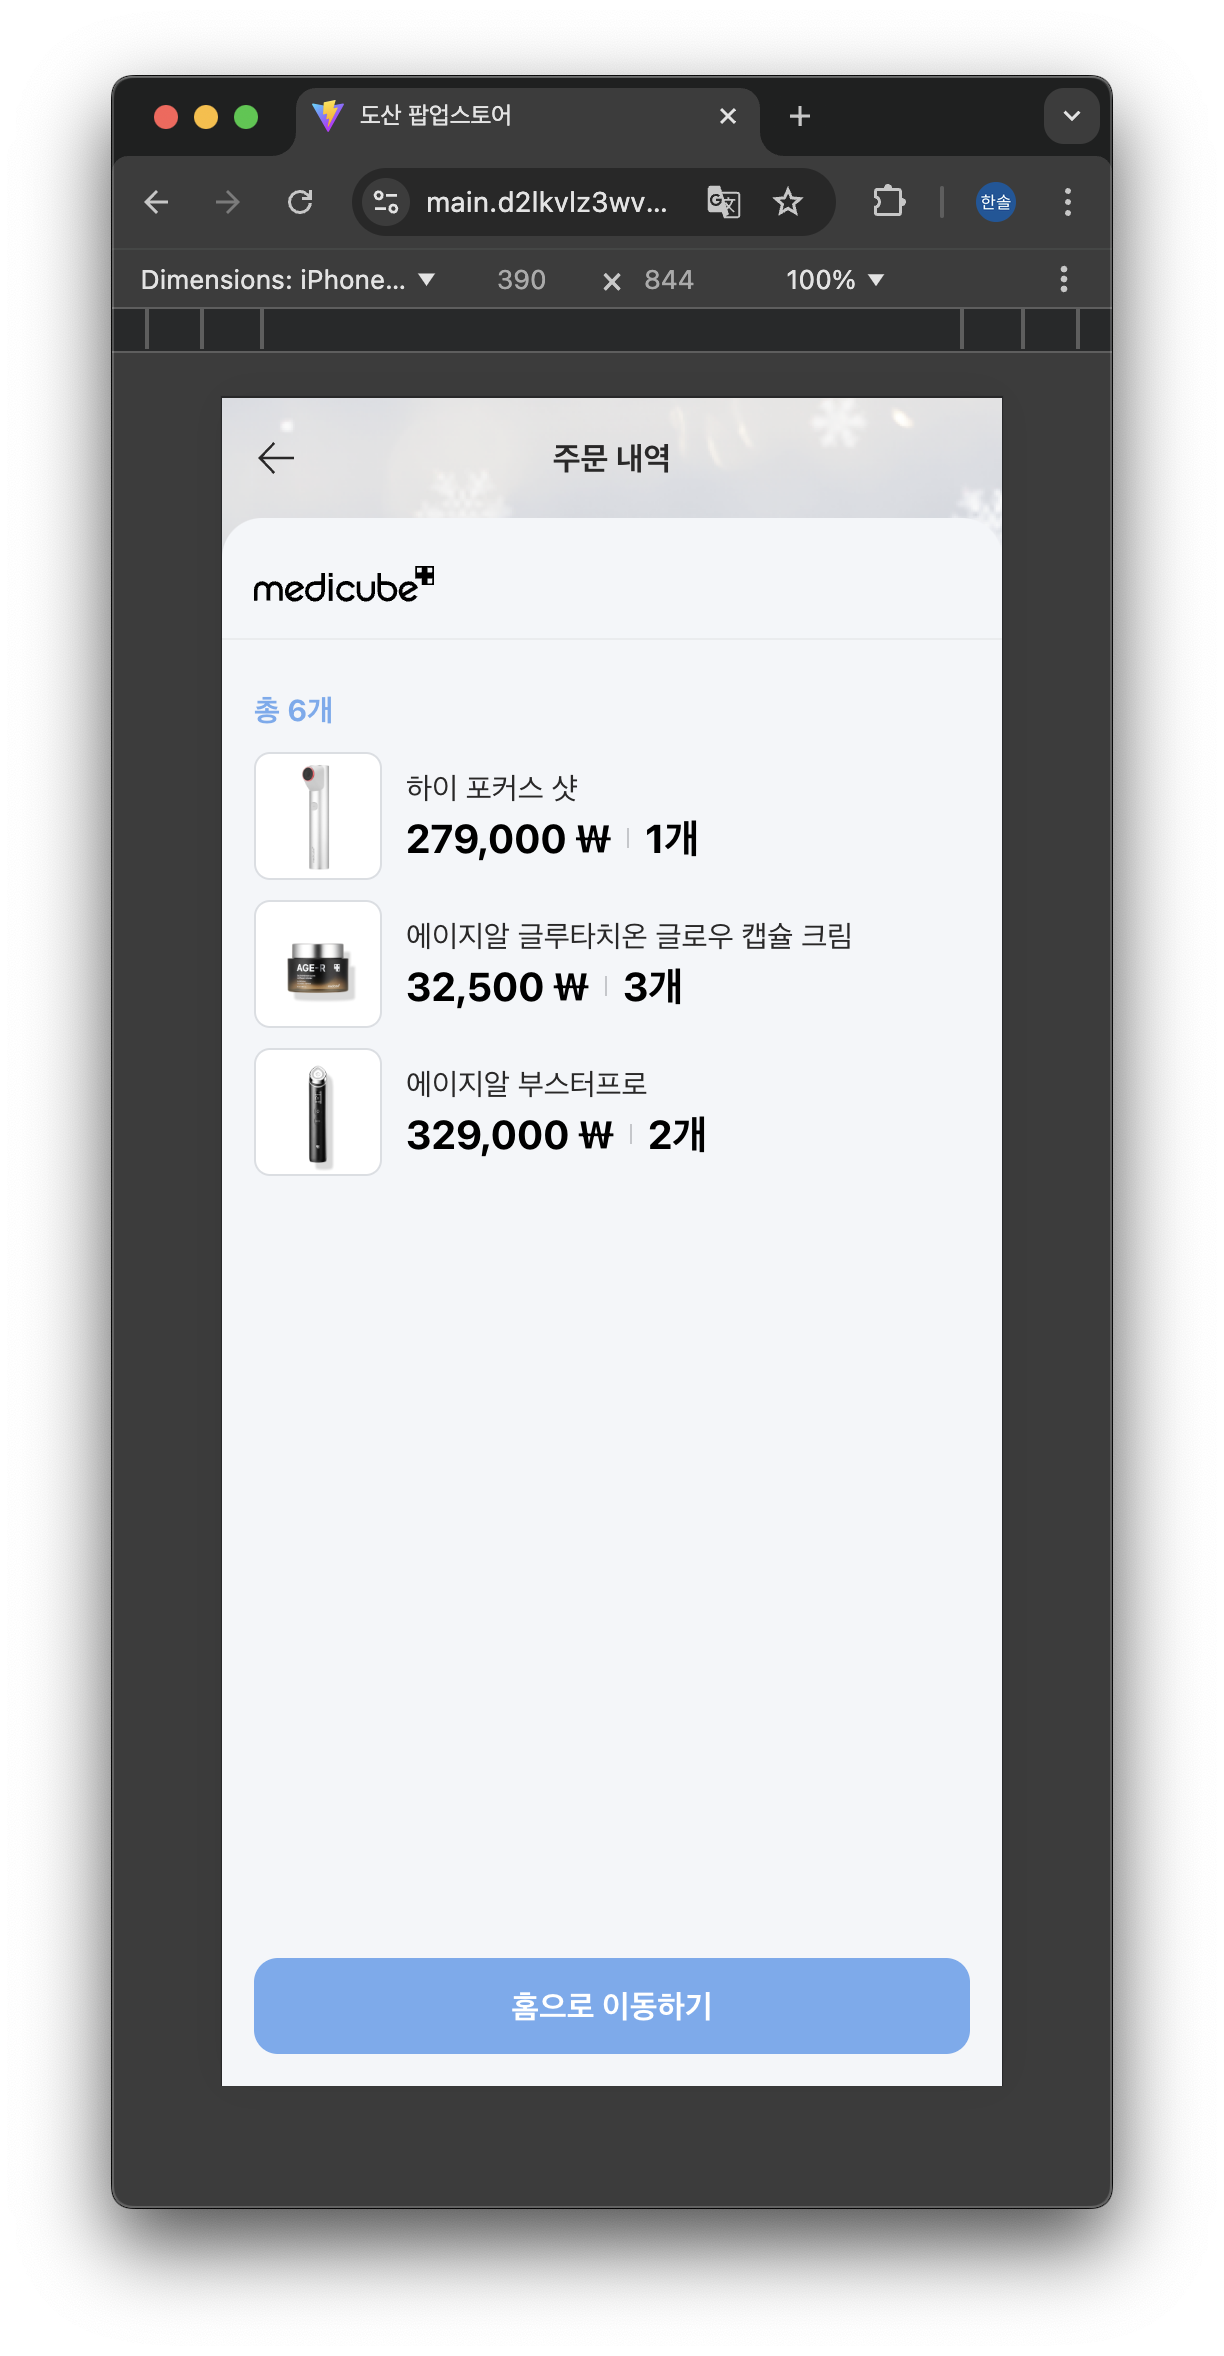 도산 팝업스토어
main.d2lkvlz3wv...
한솔
Dimensions: iPhone... 390 × 844 100%
주문 내역
medicube
총 6개
하이 포커스 샷
279,000 ₩ 1개
AGE-R
에이지알 글루타치온 글로우 캡슐 크림
32,500 ₩ 3개
에이지알 부스터프로
329,000 ₩ 2개
홈으로 이동하기